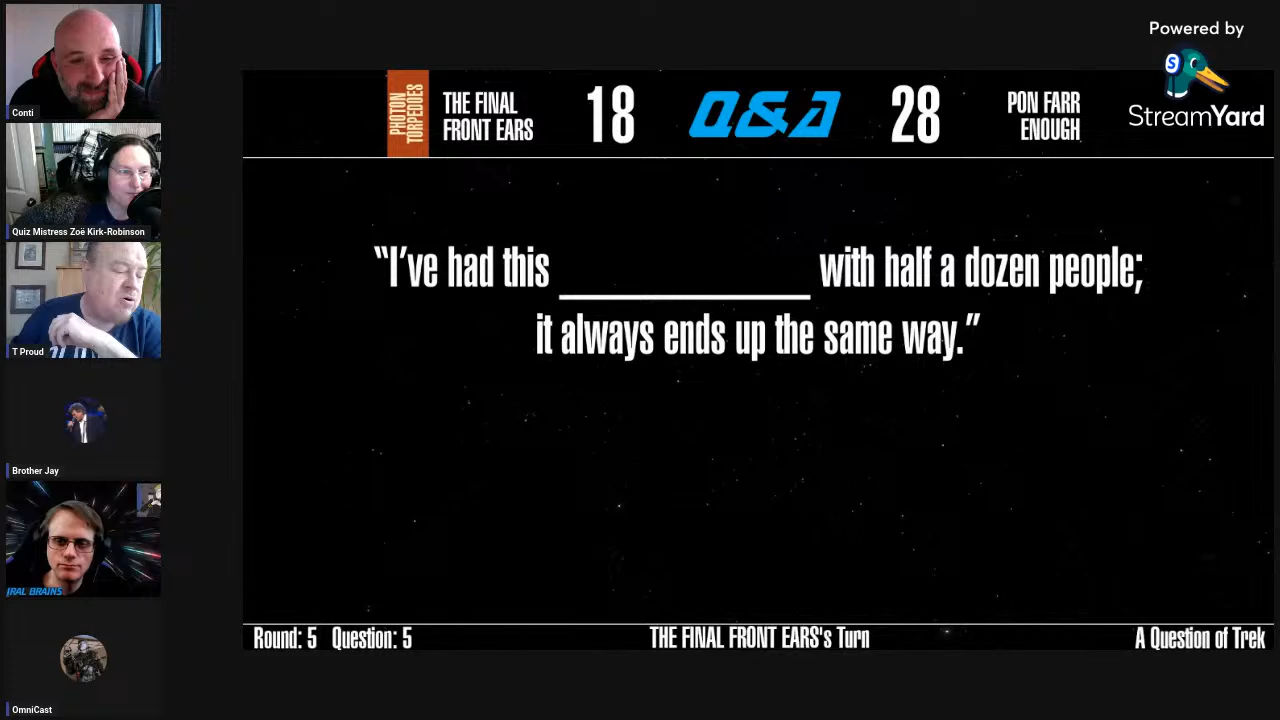 Powered by
StreamYard
PHOTON
TORPEDOES
THE FINAL
FRONT EARS
18
Q&A
28
PON FARR
ENOUGH
“I’ve had this ____________ with half a dozen people;
it always ends up the same way.”
Round: 5 Question: 5
THE FINAL FRONT EARS's Turn
A Question of Trek
Conti
Quiz Mistress Zoë Kirk-Robinson
T Proud
Brother Jay
IRAL BRAINS
OmniCast